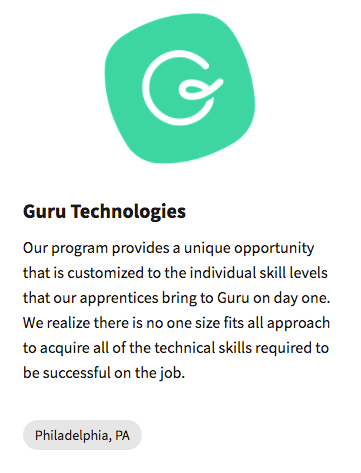 Guru Technologies
Our program provides a unique opportunity
that is customized to the individual skill levels
that our apprentices bring to Guru on day one.
We realize there is no one size fits all approach
to acquire all of the technical skills required to
be successful on the job.
Philadelphia, PA